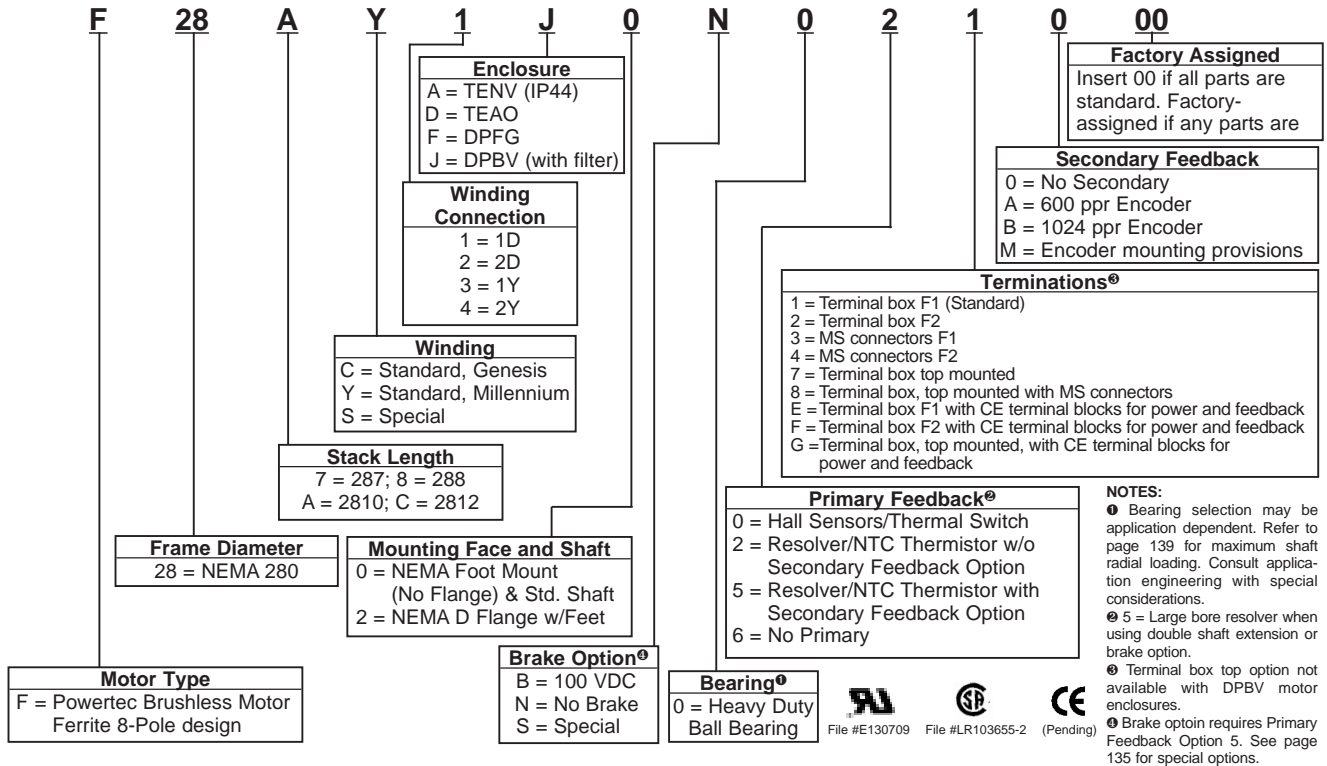 F 28 A Y 1 J 0 N 0 2 1 0 00
Factory Assigned
Insert 00 if all parts are
standard. Factory-
assigned if any parts are
Enclosure
A = TENV (IP44)
D = TEAO
F = DPFG
J = DPBV (with filter)
Secondary Feedback
0 = No Secondary
A = 600 ppr Encoder
B = 1024 ppr Encoder
M = Encoder mounting provisions
Winding
Connection
1 = 1D
2 = 2D
3 = 1Y
4 = 2Y
Terminations❸
1 = Terminal box F1 (Standard)
2 = Terminal box F2
3 = MS connectors F1
4 = MS connectors F2
7 = Terminal box top mounted
8 = Terminal box, top mounted with MS connectors
E = Terminal box F1 with CE terminal blocks for power and feedback
F = Terminal box F2 with CE terminal blocks for power and feedback
G = Terminal box, top mounted, with CE terminal blocks for
power and feedback
Winding
C = Standard, Genesis
Y = Standard, Millennium
S = Special
Stack Length
7 = 287; 8 = 288
A = 2810; C = 2812
Primary Feedback❷
0 = Hall Sensors/Thermal Switch
2 = Resolver/NTC Thermistor w/o
Secondary Feedback Option
5 = Resolver/NTC Thermistor with
Secondary Feedback Option
6 = No Primary
Frame Diameter
28 = NEMA 280
Mounting Face and Shaft
0 = NEMA Foot Mount
(No Flange) & Std. Shaft
2 = NEMA D Flange w/Feet
Brake Option❹
B = 100 VDC
N = No Brake
S = Special
Bearing❶
0 = Heavy Duty
Ball Bearing
Motor Type
F = Powertec Brushless Motor
Ferrite 8-Pole design
File #E130709
File #LR103655-2
CE
(Pending)
NOTES:
❶ Bearing selection may be
application dependent. Refer to
page 139 for maximum shaft
radial loading. Consult applica-
tion engineering with special
considerations.
❷ 5 = Large bore resolver when
using double shaft extension or
brake option.
❸ Terminal box top option not
available with DPBV motor
enclosures.
❹ Brake optoin requires Primary
Feedback Option 5. See page
135 for special options.